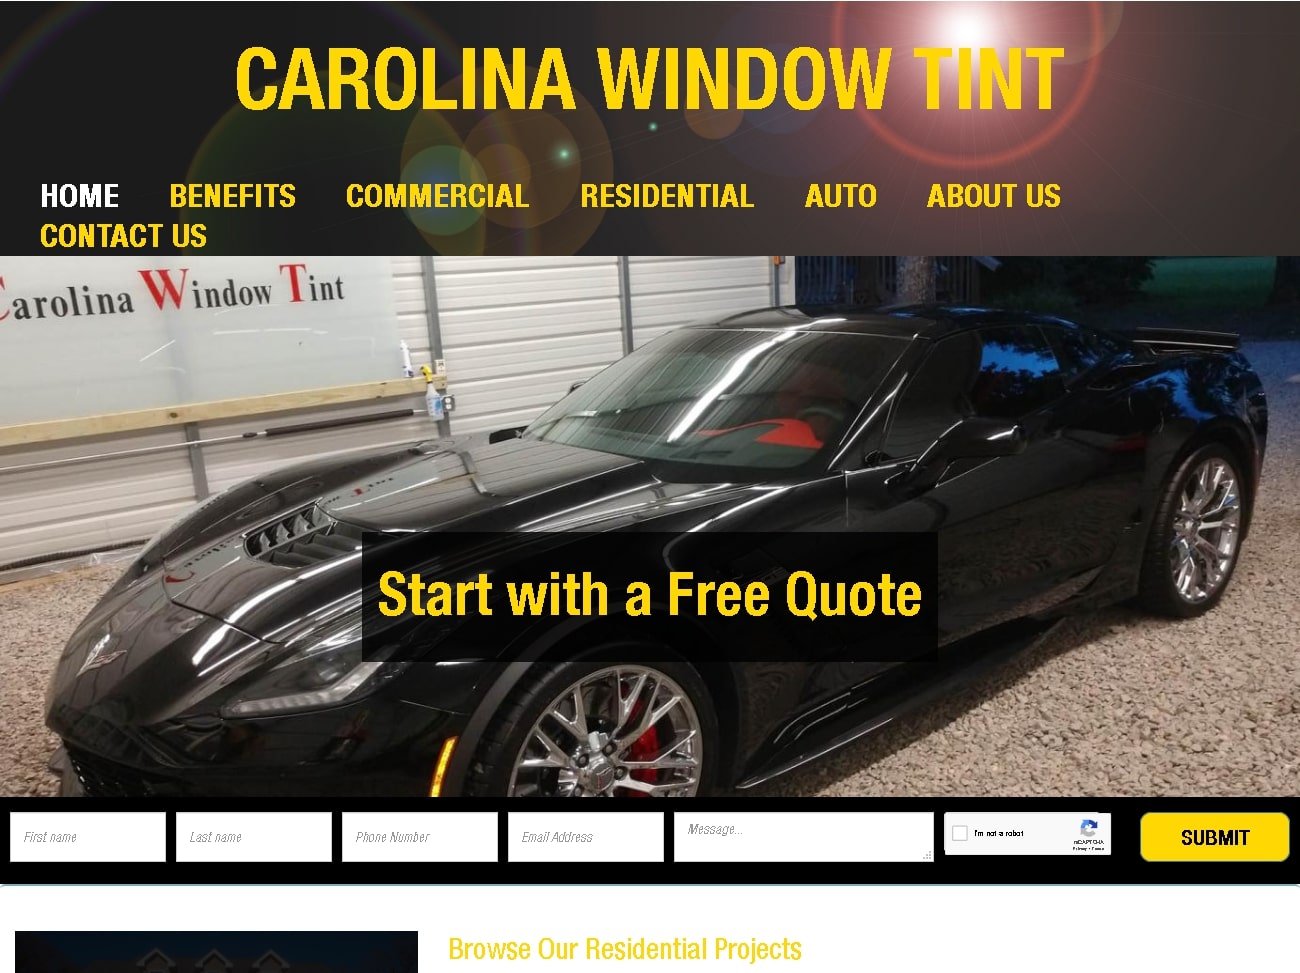 CAROLINA WINDOW TINT
HOME BENEFITS COMMERCIAL RESIDENTIAL AUTO ABOUT US
CONTACT US
Carolina Window Tint
Start with a Free Quote
First name Last name Phone Number Email Address Message... I'm not a robot SUBMIT
reCAPTCHA
Privacy - Terms
Browse Our Residential Projects